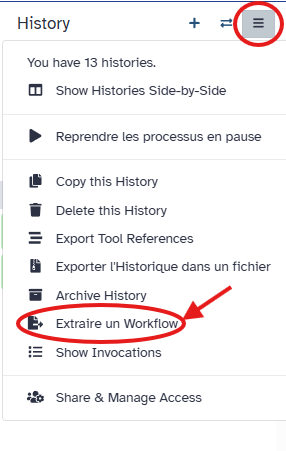 History
You have 13 histories.
Show Histories Side-by-Side
Reprendre les processus en pause
Copy this History
Delete this History
Export Tool References
Exporter l'Historique dans un fichier
Archive History
Extraire un Workflow
Show Invocations
Share & Manage Access